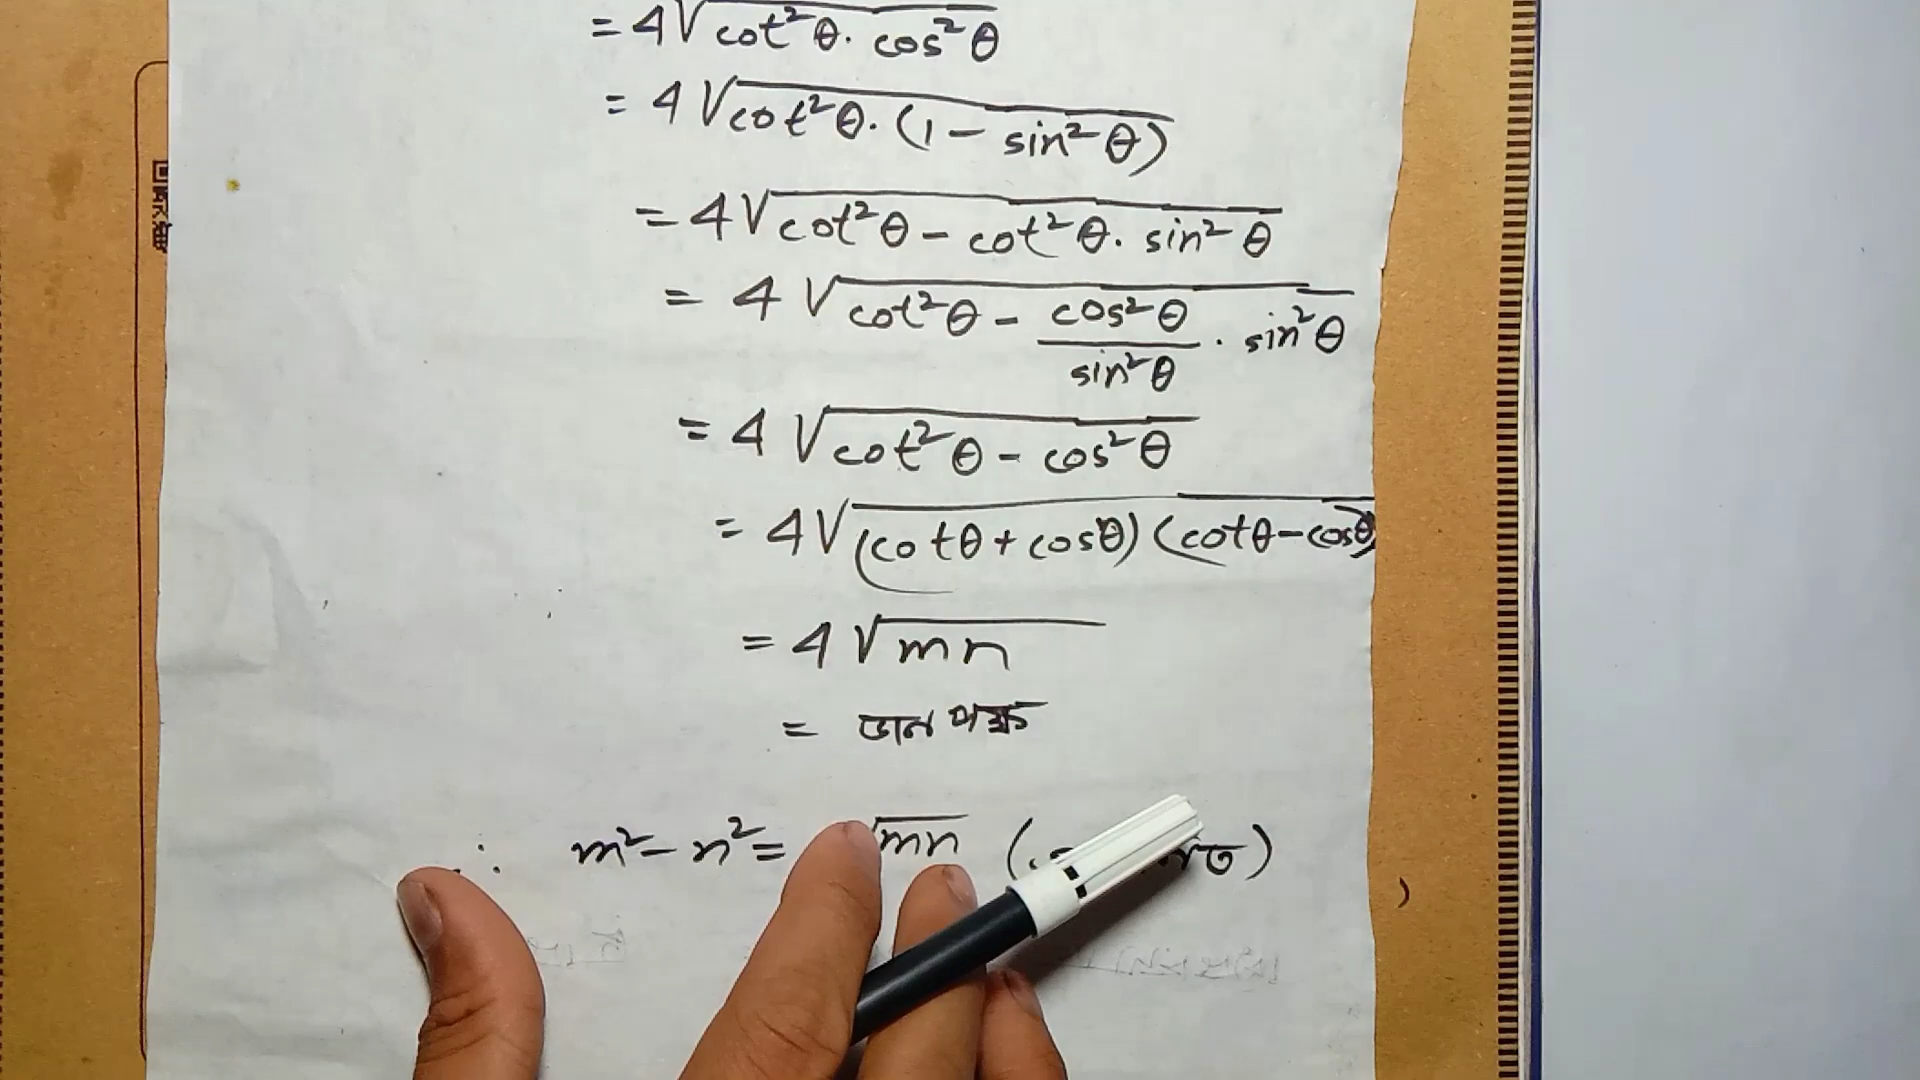 = 4√cot²θ. cos²θ
= 4√cot²θ. (1 - sin²θ)
= 4√cot²θ - cot²θ. sin²θ
= 4√cot²θ - cos²θ/sin²θ . sin²θ
= 4√cot²θ - cos²θ
= 4√(cotθ + cosθ) (cotθ - cosθ)
= 4√mn
= ডান পক্ষ
∴ m² - n² = √mn